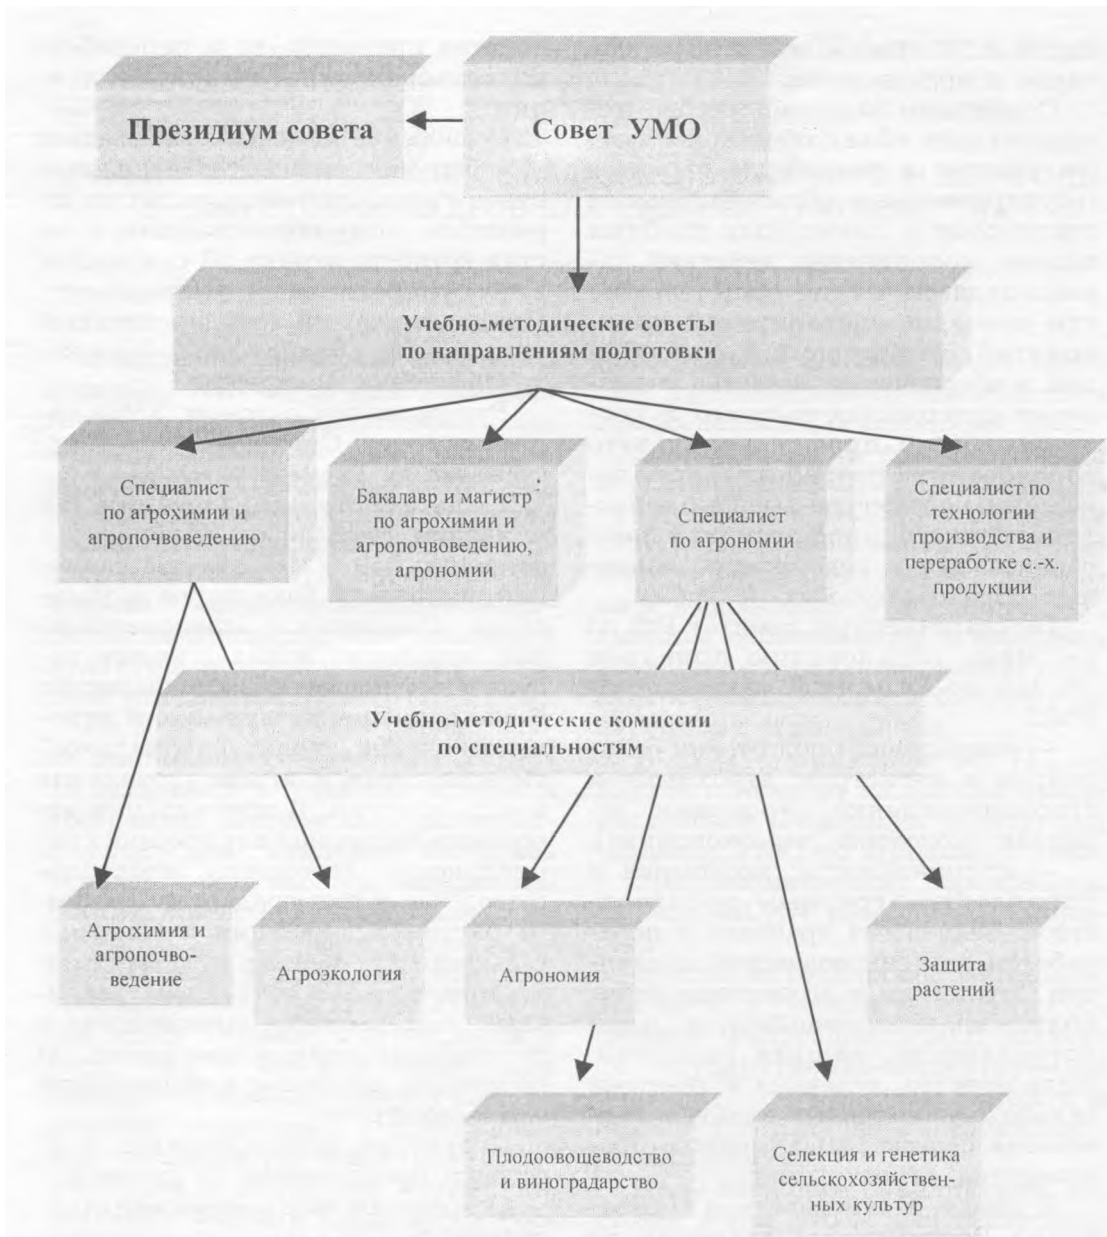 Президиум совета
Совет УМО
Учебно-методические советы
по направлениям подготовки
Специалист
по агрохимии и
агропочвоведению
Бакалавр и магистр
по агрохимии и
агропочвоведению,
агрономии
Специалист
по агрономии
Специалист по
технологии
производства и
переработке с.-х.
продукции
Учебно-методические комиссии
по специальностям
Агрохимия и
агропочво-
ведение
Агроэкология
Агрономия
Защита
растений
Плодоовощеводство
и виноградарство
Селекция и генетика
сельскохозяйствен-
ных культур